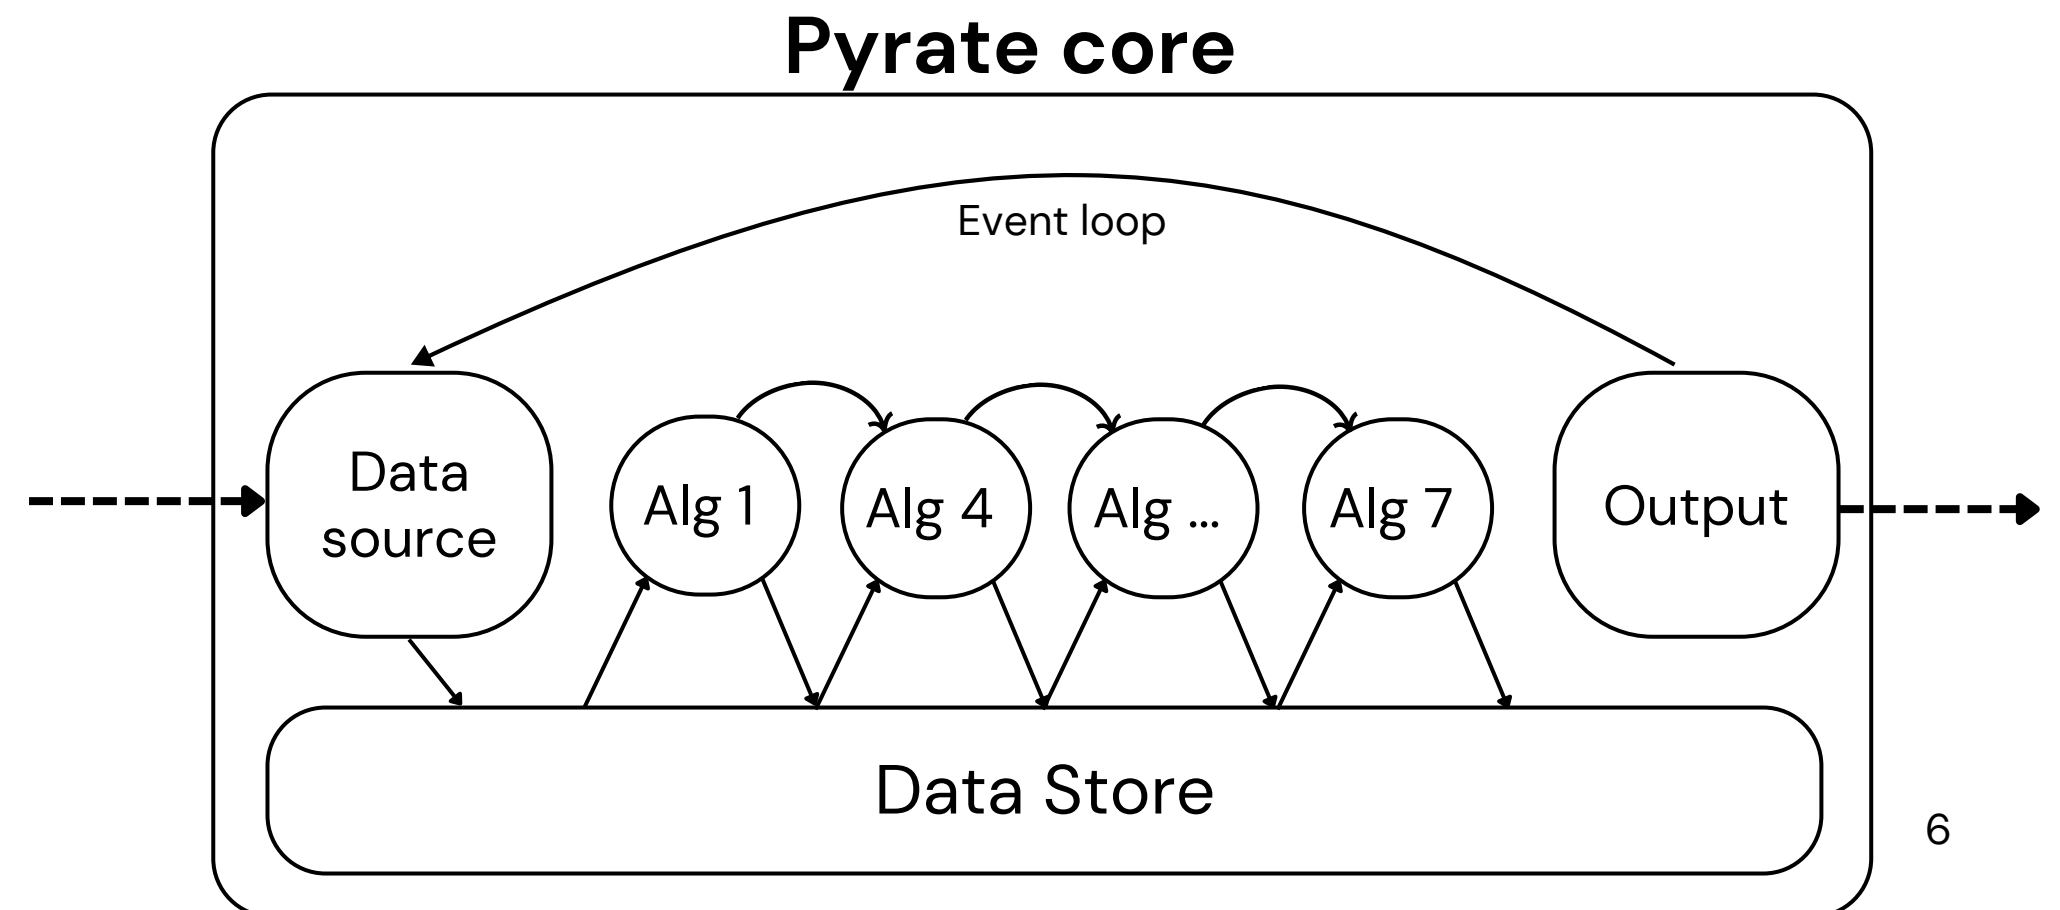 Pyrate core
Event loop
Data
source
Alg 1
Alg 4
Alg ...
Alg 7
Output
Data Store
6